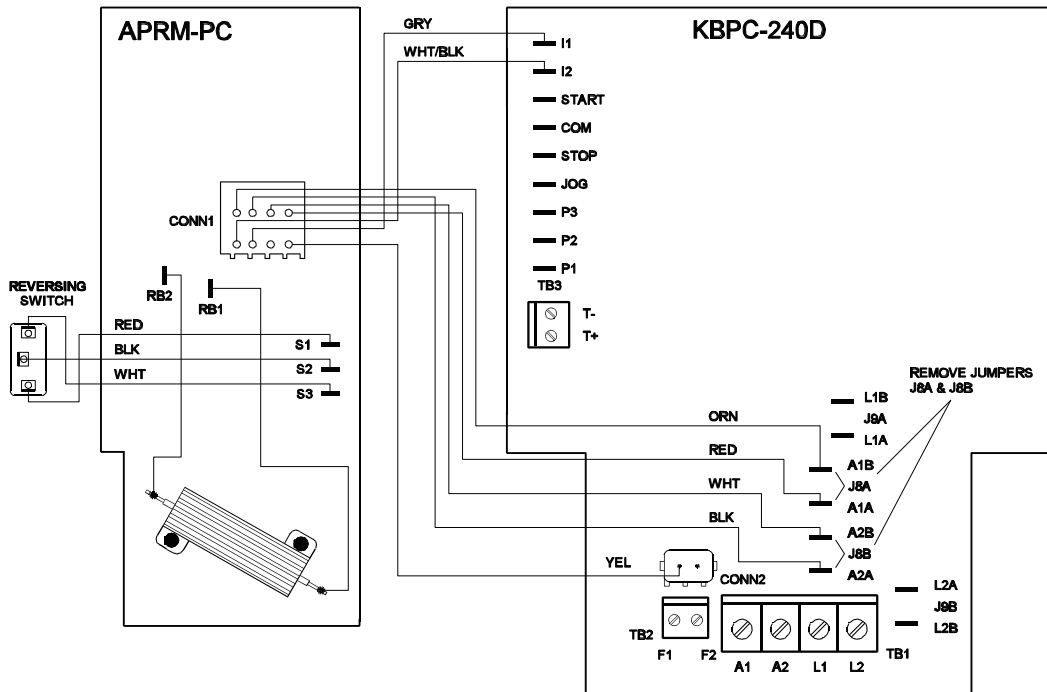 APRM-PC
KBPC-240D
GRY
WHT/BLK
I1
I2
START
COM
STOP
JOG
P3
P2
P1
TB3
T-
T+
CONN1
RB2
RB1
REVERSING
SWITCH
RED
BLK
WHT
S1
S2
S3
REMOVE JUMPERS
J8A & J8B
L1B
J9A
L1A
ORN
RED
WHT
BLK
YEL
A1B
J8A
A1A
A2B
J8B
A2A
CONN2
L2A
J9B
L2B
TB2
F1
F2
A1
A2
L1
L2
TB1